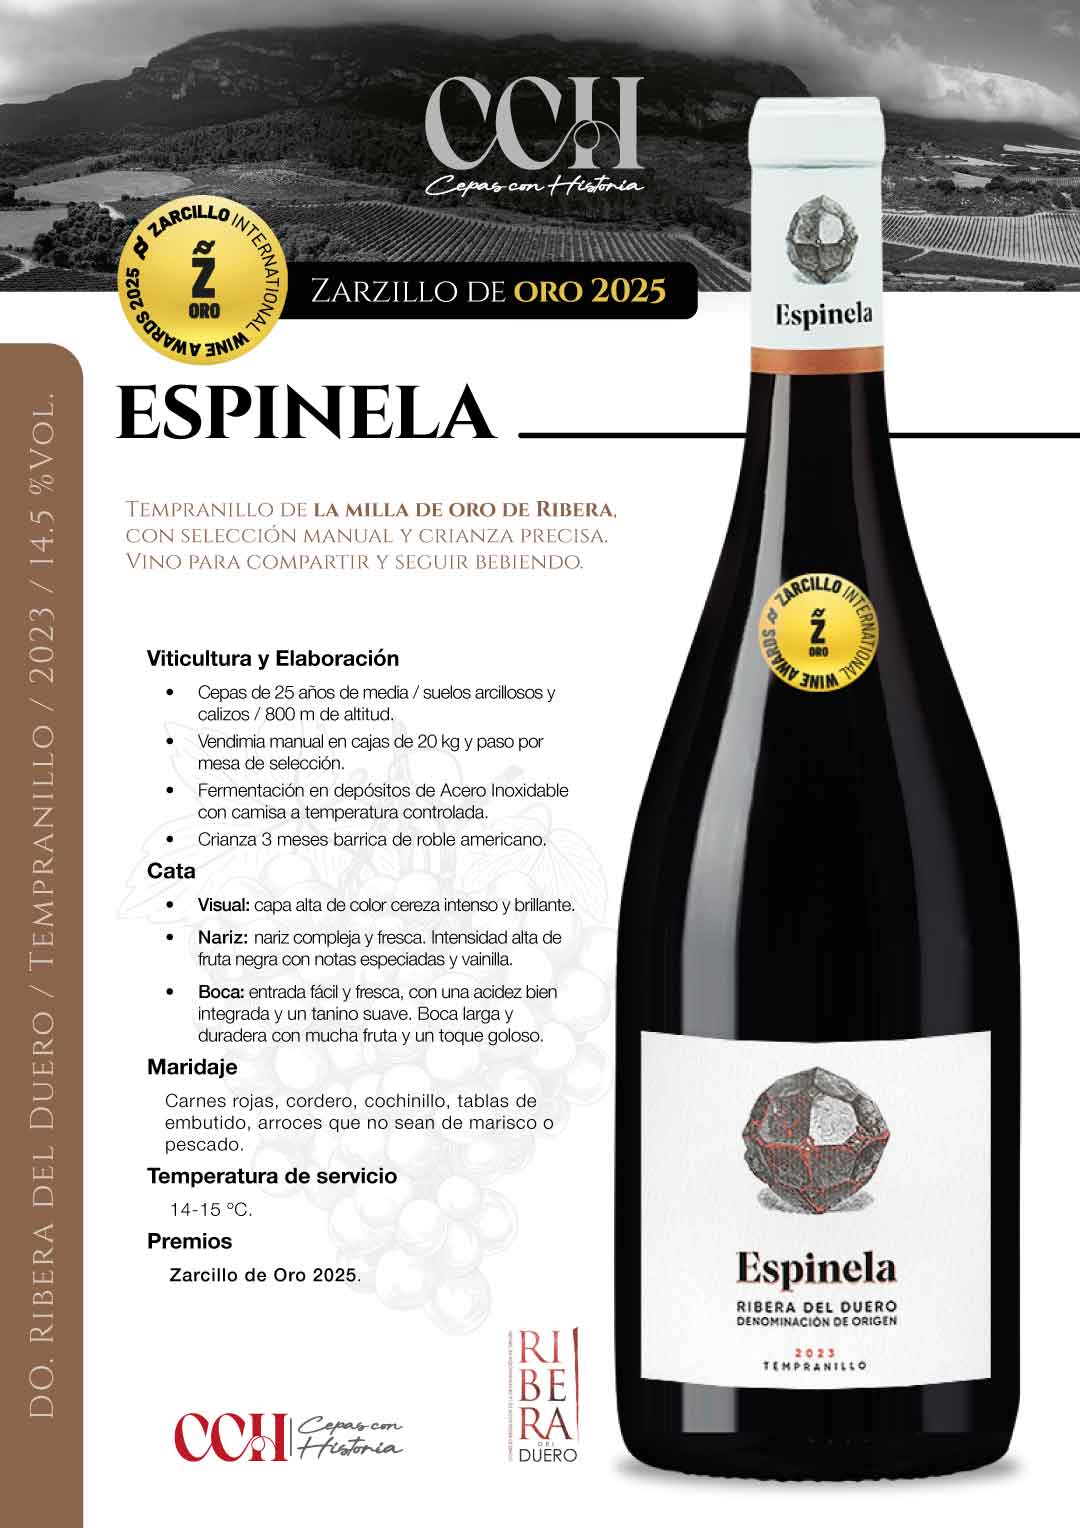 CCH
Cepas con Historia
ZARCILLO INTERNATIONAL WINE AWARDS 2025
Z
ORO
ZARZILLO DE ORO 2025
Espinela
ESPINELA
TEMPRANILLO DE LA MILLA DE ORO DE RIBERA,
CON SELECCIÓN MANUAL Y CRIANZA PRECISA.
VINO PARA COMPARTIR Y SEGUIR BEBIENDO.
DO. RIBERA DEL DUERO / TEMPRANILLO / 2023 / 14.5 %VOL.
Viticultura y Elaboración
• Cepas de 25 años de media / suelos arcillosos y
calizos / 800 m de altitud.
• Vendimia manual en cajas de 20 kg y paso por
mesa de selección.
• Fermentación en depósitos de Acero Inoxidable
con camisa a temperatura controlada.
• Crianza 3 meses barrica de roble americano.
Cata
• Visual: capa alta de color cereza intenso y brillante.
• Nariz: nariz compleja y fresca. Intensidad alta de
fruta negra con notas especiadas y vainilla.
• Boca: entrada fácil y fresca, con una acidez bien
integrada y un tanino suave. Boca larga y
duradera con mucha fruta y un toque goloso.
Maridaje
Carnes rojas, cordero, cochinillo, tablas de
embutido, arroces que no sean de marisco o
pescado.
Temperatura de servicio
14-15 ºC.
Premios
Zarcillo de Oro 2025.
ZARCILLO INTERNATIONAL WINE AWARDS
Z
ORO
Espinela
RIBERA DEL DUERO
DENOMINACIÓN DE ORIGEN
2023
TEMPRANILLO
CCH
Cepas con
Historia
RI
BE
RA
DEL
DUERO